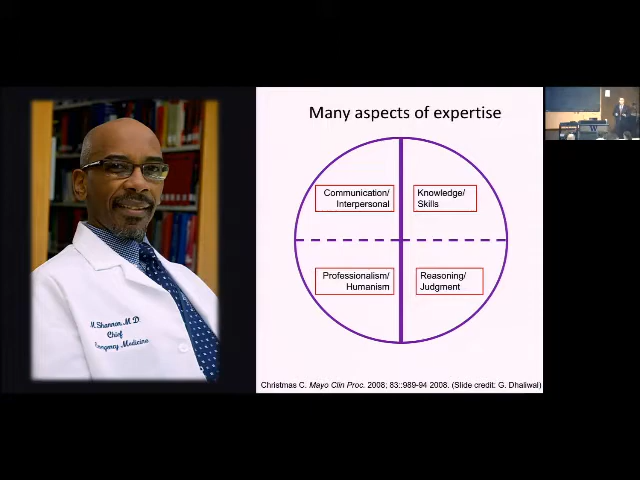 Many aspects of expertise
Communication/
Interpersonal
Knowledge/
Skills
Professionalism/
Humanism
Reasoning/
Judgment
M. Shannon, M.D.
Chief
Emergency Medicine
Christmas C. Mayo Clin Proc. 2008; 83::989-94 2008. (Slide credit: G. Dhaliwal)